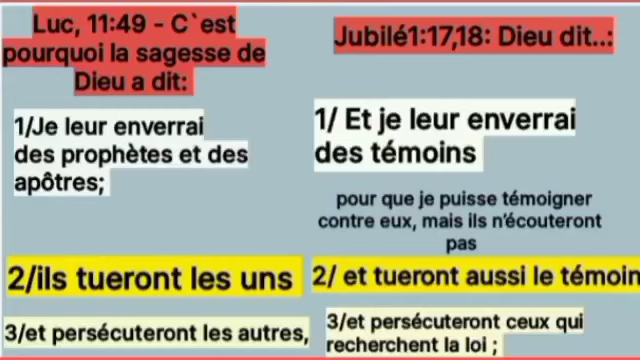 Luc, 11:49 - C`est
pourquoi la sagesse de
Dieu a dit:
1/Je leur enverrai
des prophètes et des
apôtres;
2/ils tueront les uns
3/et persécuteront les autres,
Jubilé1:17,18: Dieu dit..:
1/ Et je leur enverrai
des témoins
pour que je puisse témoigner
contre eux, mais ils n’écouteront
pas
2/ et tueront aussi le témoin
3/et persécuteront ceux qui
recherchent la loi ;